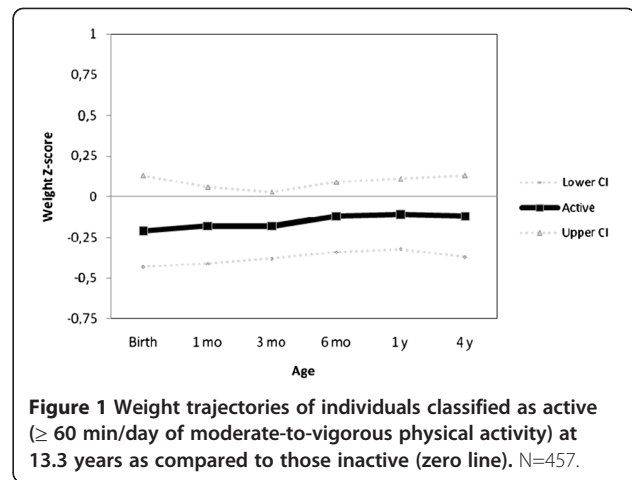 1
0,75
0,5
0,25
0
-0,25
-0,5
-0,75
Weight Z-score
Birth 1 mo 3 mo 6 mo 1 y 4 y
Age
Lower CI
Active
Upper CI
Figure 1 Weight trajectories of individuals classified as active
(≥ 60 min/day of moderate-to-vigorous physical activity) at
13.3 years as compared to those inactive (zero line). N=457.